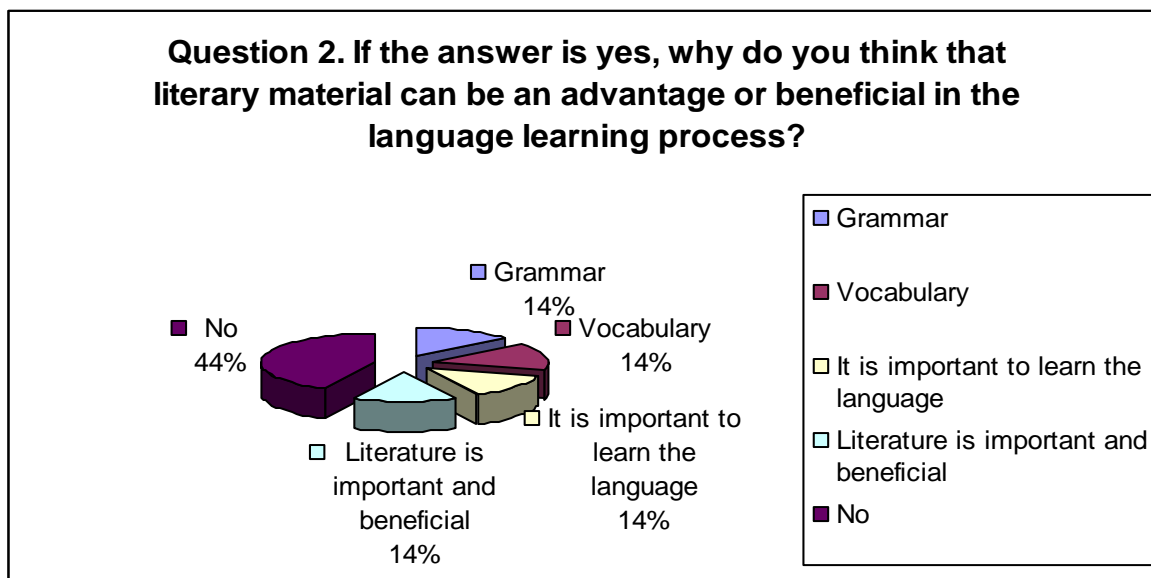 Question 2. If the answer is yes, why do you think that
literary material can be an advantage or beneficial in the
language learning process?
Grammar
14%
Vocabulary
14%
It is important to
learn the
language
14%
Literature is
important and
beneficial
14%
No
44%
Grammar
Vocabulary
It is important to learn the
language
Literature is important and
beneficial
No